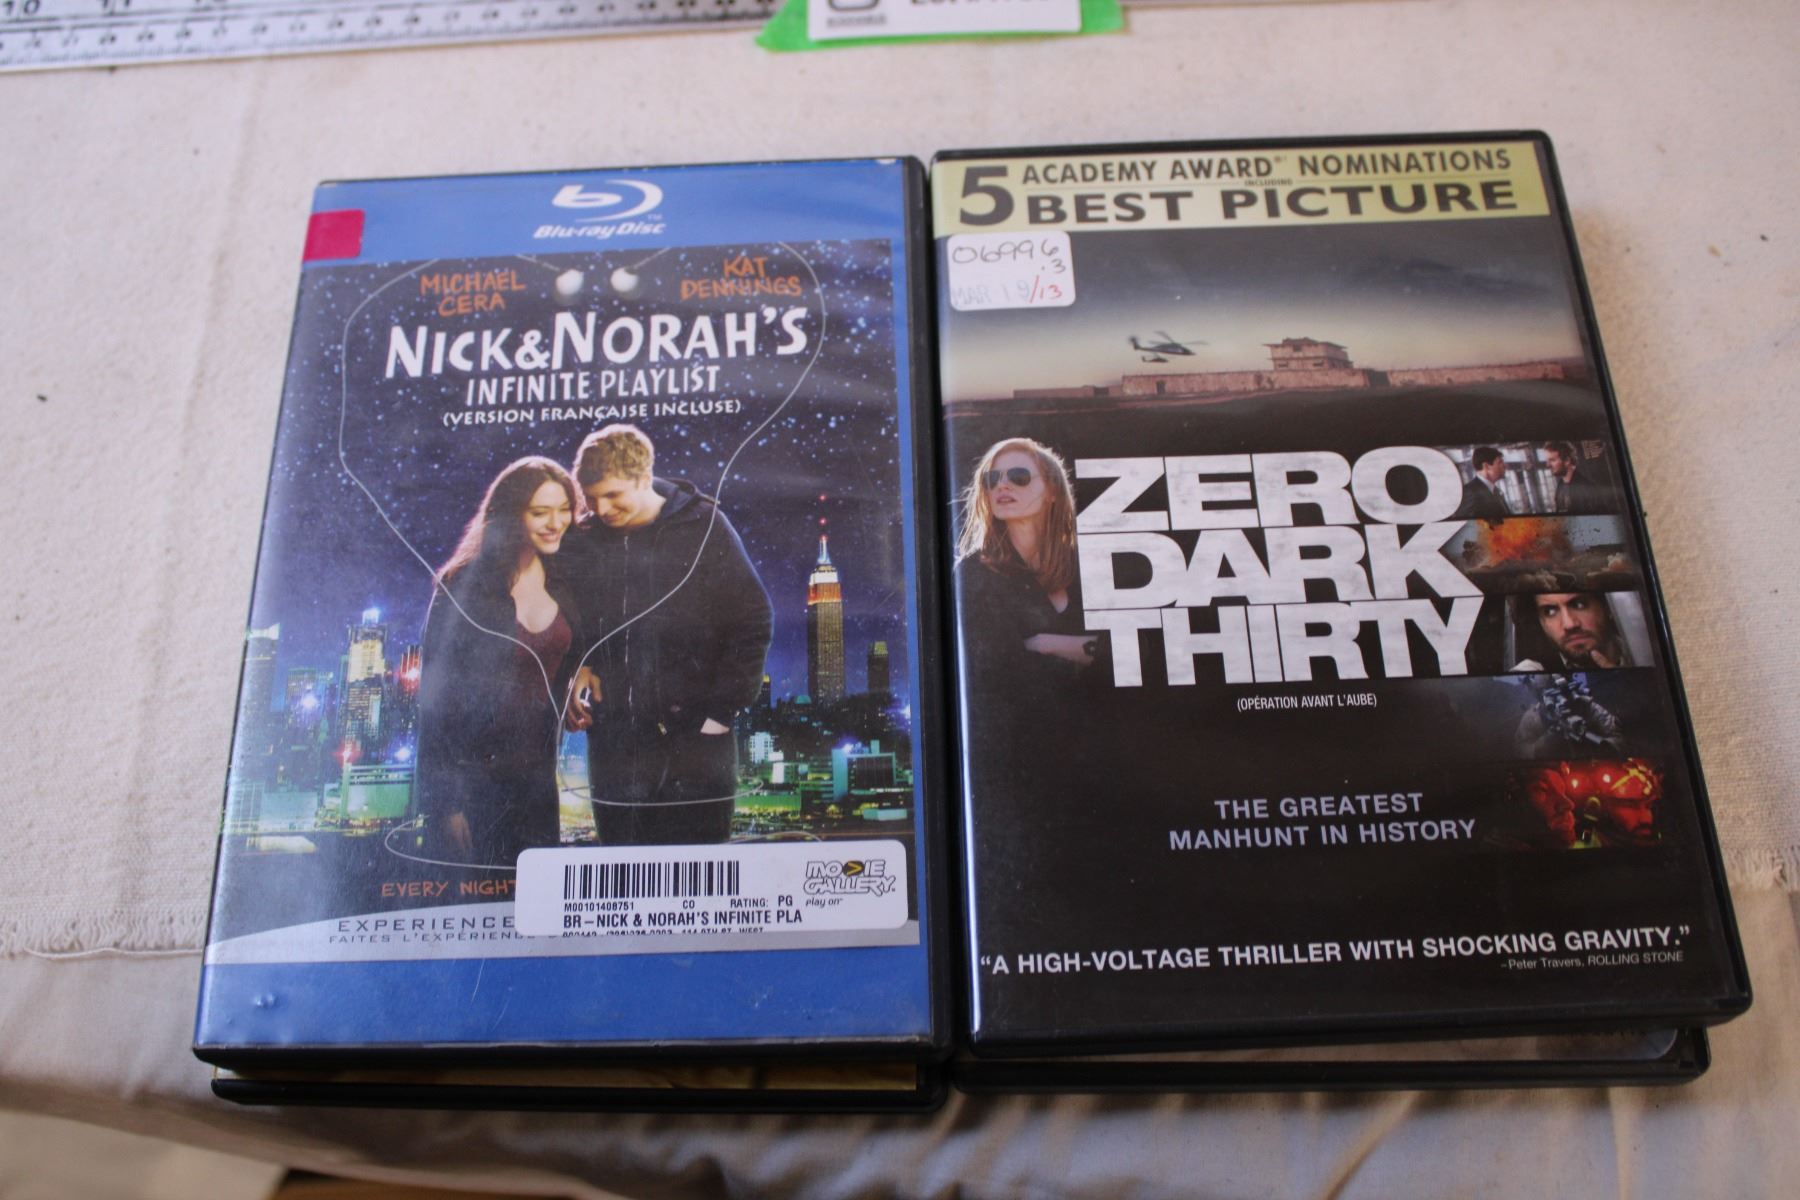 10 11
Blu-ray Disc™
MICHAEL CERA
KAT DENNINGS
NICK&NORAH'S
INFINITE PLAYLIST
(VERSION FRANÇAISE INCLUSE)
EVERY NIGHT
EXPERIENCE
FAITES L'EXPÉRIENCE
MOVIE GALLERY
play on
M00101408751 CO RATING: PG
BR-NICK & NORAH'S INFINITE PLA
5 ACADEMY AWARD® NOMINATIONS
INCLUDING
BEST PICTURE
06996
.3
MAR 19/13
ZERO
DARK
THIRTY
(OPÉRATION AVANT L'AUBE)
THE GREATEST
MANHUNT IN HISTORY
"A HIGH-VOLTAGE THRILLER WITH SHOCKING GRAVITY."
–Peter Travers, ROLLING STONE